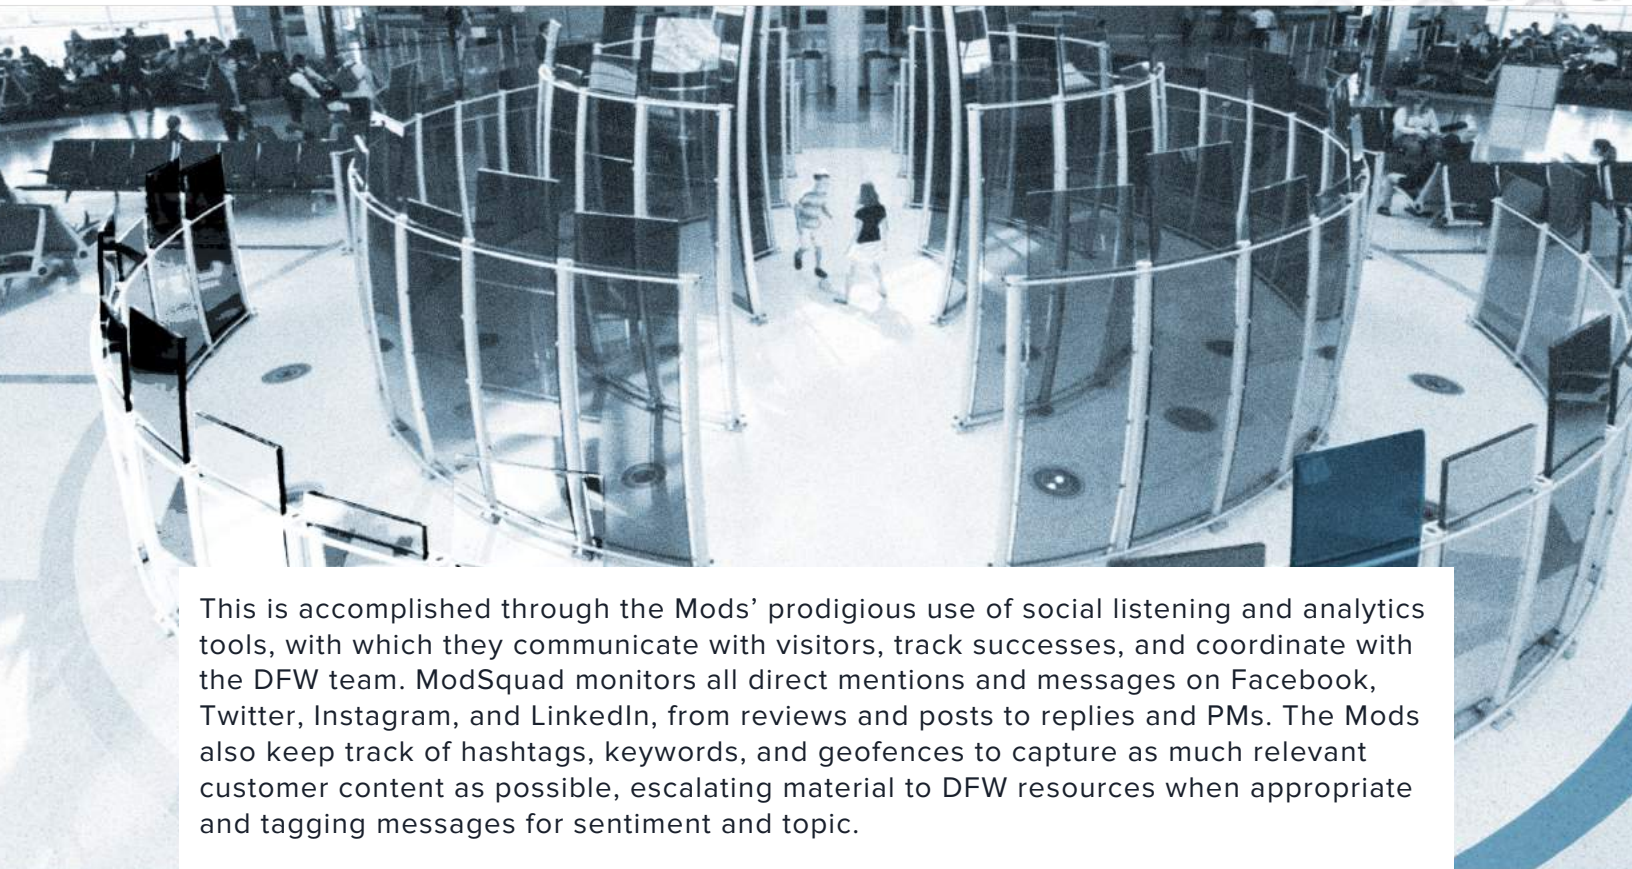 This is accomplished through the Mods’ prodigious use of social listening and analytics
tools, with which they communicate with visitors, track successes, and coordinate with
the DFW team. ModSquad monitors all direct mentions and messages on Facebook,
Twitter, Instagram, and LinkedIn, from reviews and posts to replies and PMs. The Mods
also keep track of hashtags, keywords, and geofences to capture as much relevant
customer content as possible, escalating material to DFW resources when appropriate
and tagging messages for sentiment and topic.